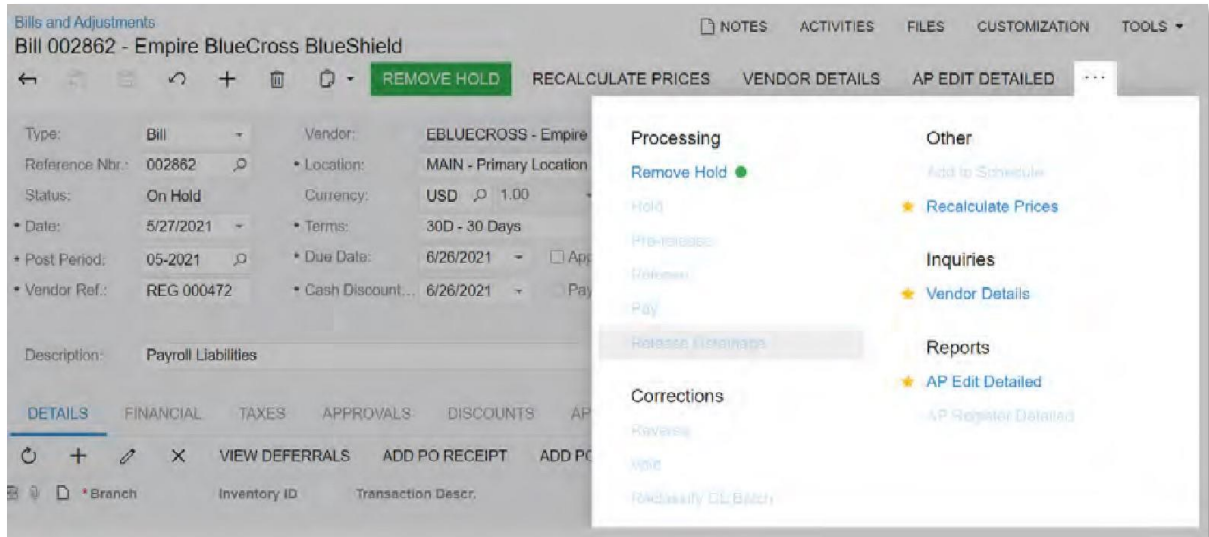 Bills and Adjustments
Bill 002862 - Empire BlueCross BlueShield
NOTES ACTIVITIES FILES CUSTOMIZATION TOOLS
REMOVE HOLD RECALCULATE PRICES VENDOR DETAILS AP EDIT DETAILED ...
Type: Bill Vendor: EBLUECROSS - Empire
Reference Nbr.: 002862 • Location: MAIN - Primary Location
Status: On Hold Currency: USD 1.00
• Date: 5/27/2021 • Terms: 30D - 30 Days
• Post Period: 05-2021 • Due Date: 6/26/2021 App
• Vendor Ref.: REG 000472 • Cash Discount... 6/26/2021 Pay
Description: Payroll Liabilities
DETAILS FINANCIAL TAXES APPROVALS DISCOUNTS AP
VIEW DEFERRALS ADD PO RECEIPT ADD PO
* Branch Inventory ID Transaction Descr.
Processing
Remove Hold
Hold
Pre-release
Release
Pay
Release Retainage
Corrections
Reverse
Void
Reclassify GL Batch
Other
Add to Schedule
Recalculate Prices
Inquiries
Vendor Details
Reports
AP Edit Detailed
AP Register Detailed